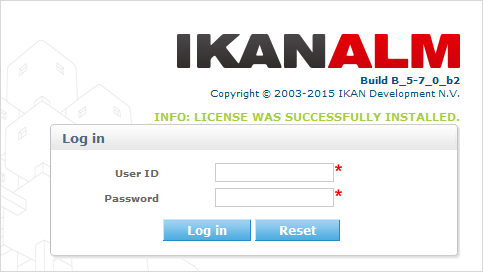 IKANALM
Build B_5-7_0_b2
Copyright © 2003-2015 IKAN Development N.V.
INFO: LICENSE WAS SUCCESSFULLY INSTALLED.
Log in
User ID *
Password *
Log in Reset